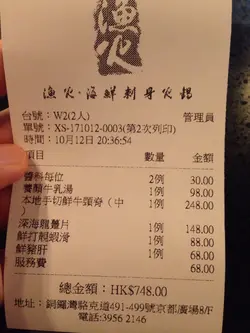 漁火
漁火·海鮮刺身火鍋
台號：W2(2人) 管理員
單號：XS-171012-0003(第2次列印)
時間：10月12日 20:36:54
項目 數量 金額
醬料每位 2例 30.00
養顏牛乳湯 1例 98.00
本地手切鮮牛頸脊（中 1例 248.00
）
深海龍躉片 1例 148.00
鮮打靚蝦滑 1例 88.00
鮮豬肝 1例 68.00
服務費 68.00
總金額：HK$748.00
地址：銅鑼灣駱克道491-499號京都廣場8/F
電話:3956 2146